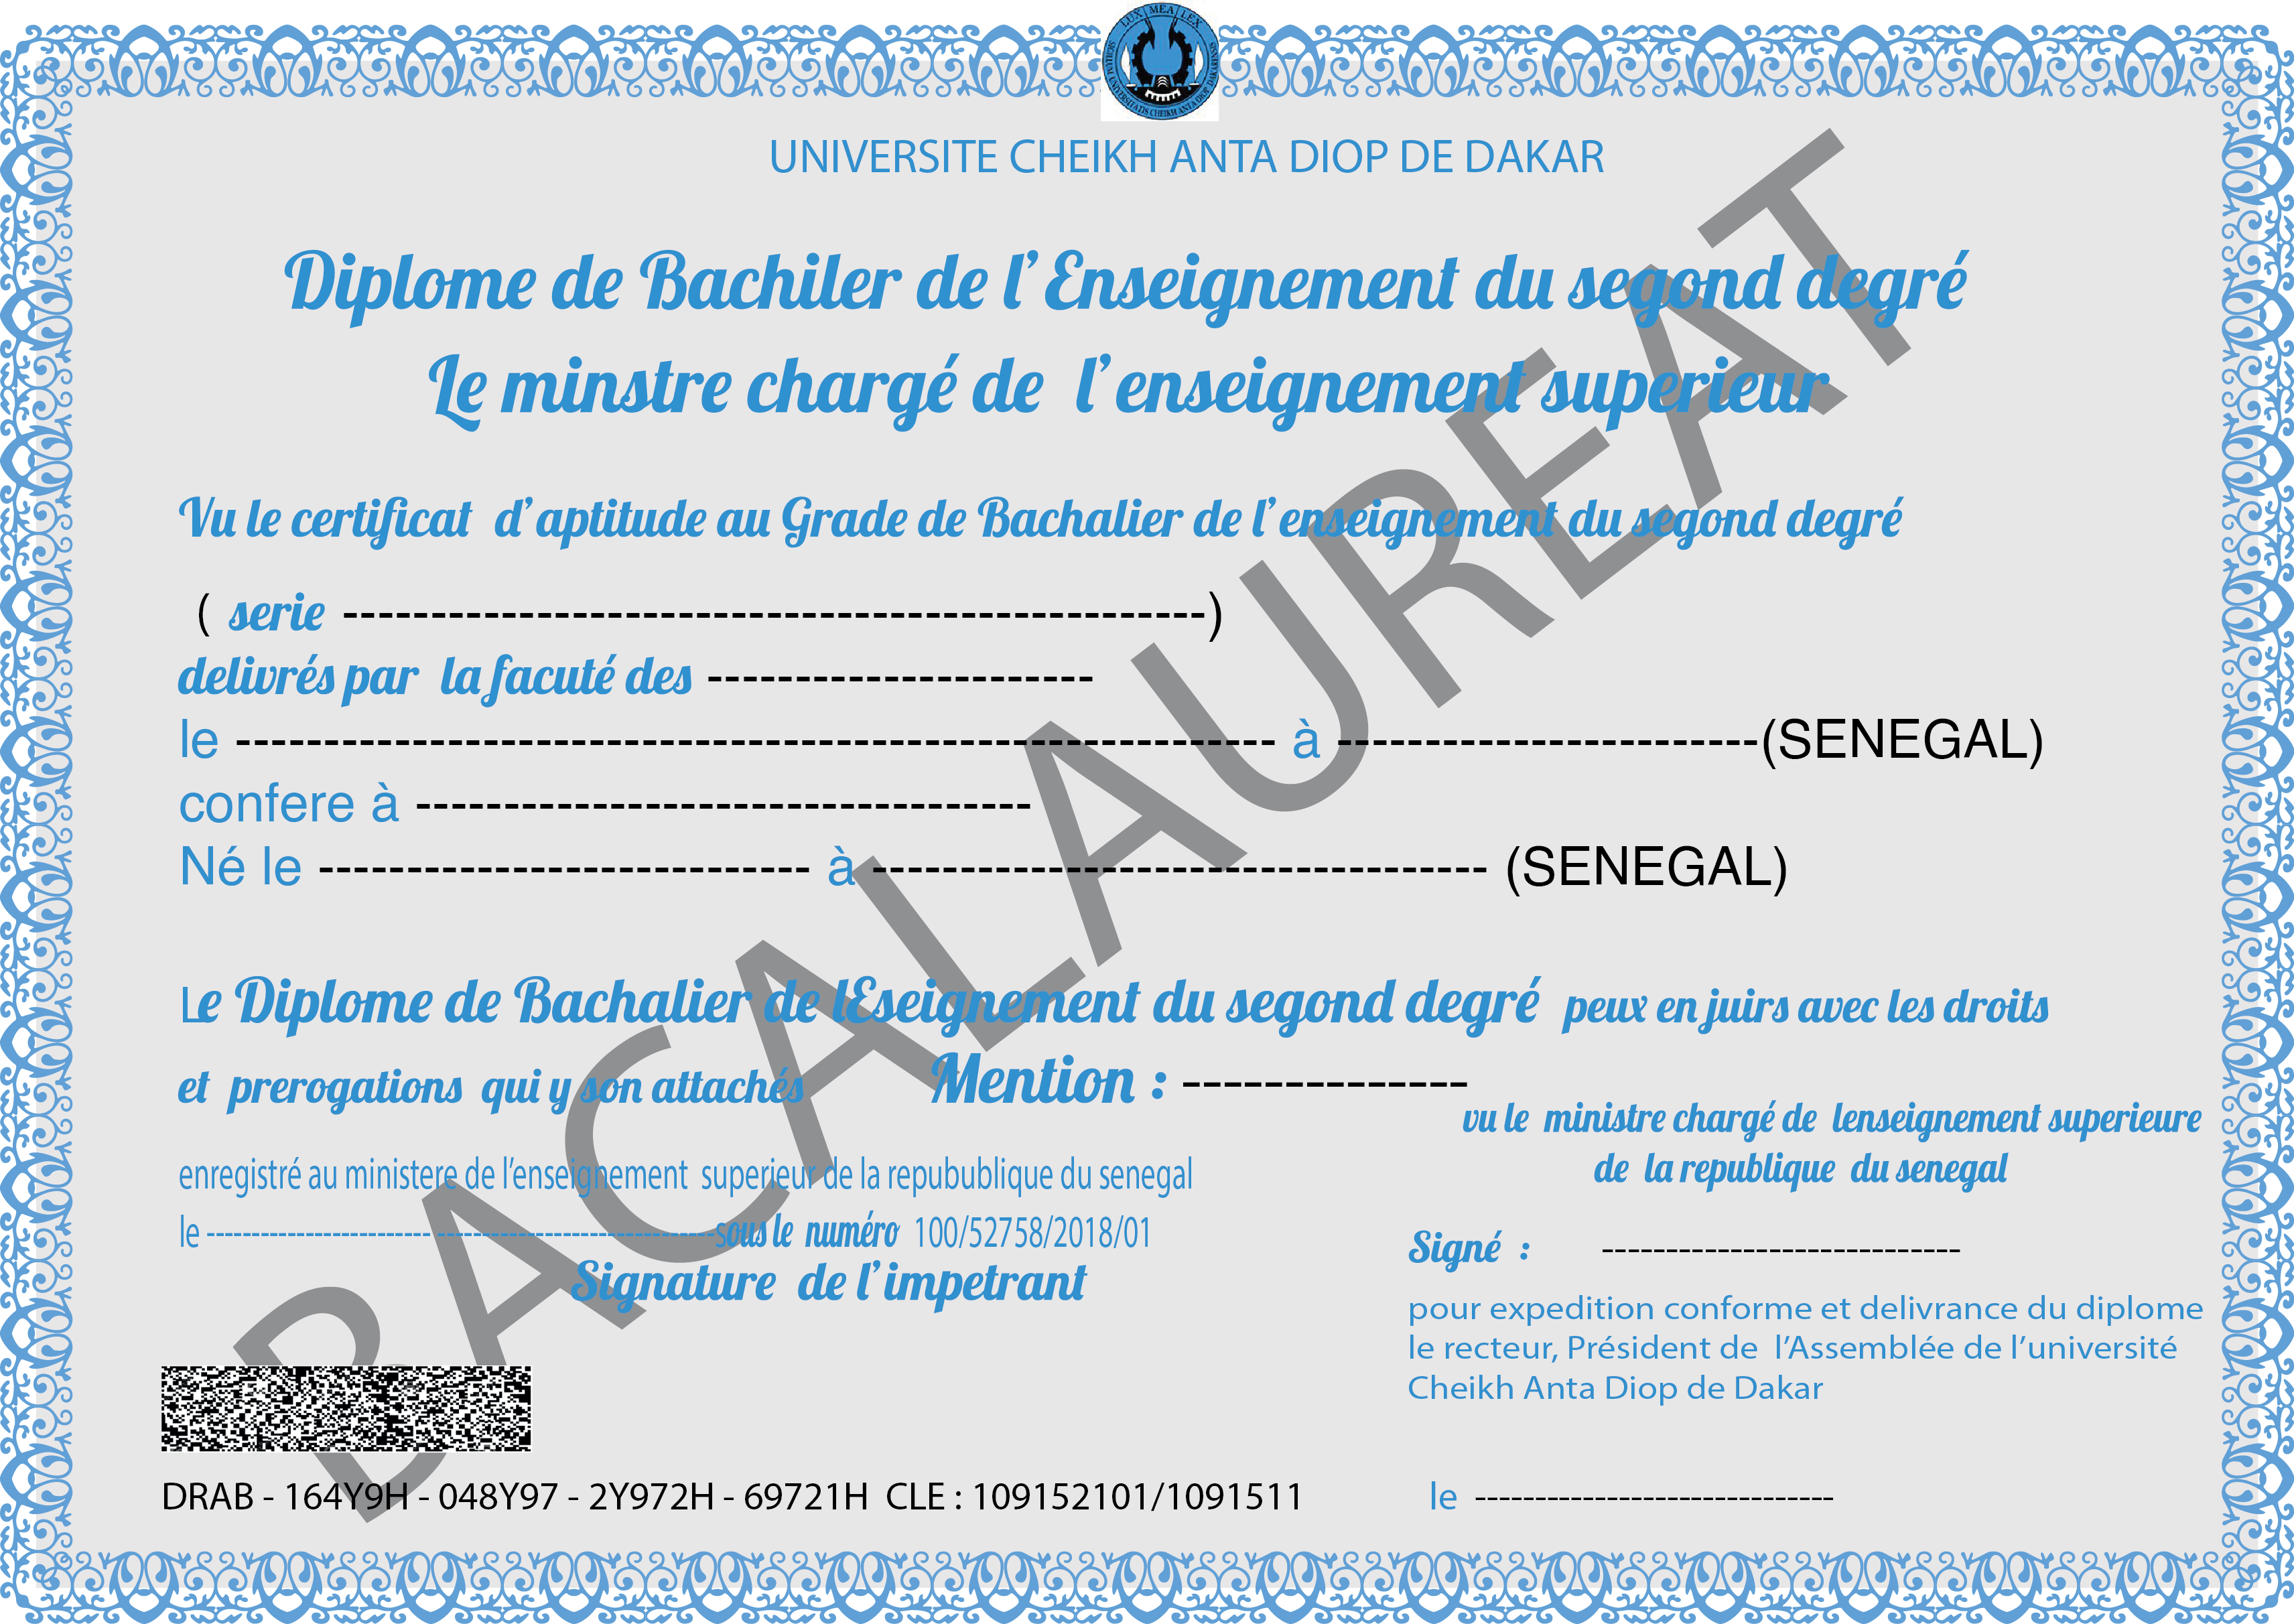 LUX MEA LEX
UNIVERSITE CHEIKH ANTA DIOP DE DAKAR
Diplome de Bachiler de l' Enseignement du segond degré
Le minstre chargé de l' enseignement superieur
Vu le certificat d' aptitude au Grade de Bachalier de l' enseignement du segond degré
( serie -------------------------------------------------)
delivrés par la facuté des ----------------------
le ------------------------------------------------------------ à ------------------------(SENEGAL)
confere à -----------------------------------
Né le ---------------------------- à ----------------------------------- (SENEGAL)
Le Diplome de Bachalier de lEseignement du segond degré peux en juirs avec les droits
et prerogations qui y son attachés Mention : --------------
vu le ministre chargé de lenseignement superieure
de la republique du senegal
enregistré au ministere de l'enseignement superieur de la repubublique du senegal
le ---------------------------------------------------------sous le numéro 100/52758/2018/01
Signature de l' impetrant
Signé : ----------------------------
pour expedition conforme et delivrance du diplome
le recteur, Président de l'Assemblée de l'université
Cheikh Anta Diop de Dakar
DRAB - 164Y9H - 048Y97 - 2Y972H - 69721H CLE : 109152101/1091511
le ------------------------------
BACALAUREAT